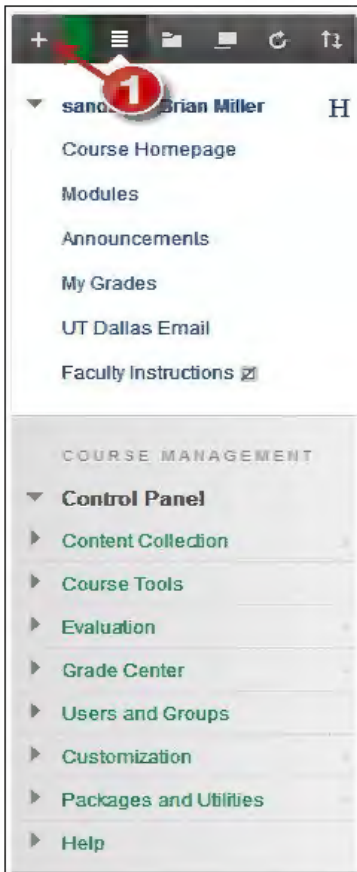 +
1
Brian Miller H
Course Homepage
Modules
Announcements
My Grades
UT Dallas Email
Faculty Instructions
COURSE MANAGEMENT
Control Panel
Content Collection
Course Tools
Evaluation
Grade Center
Users and Groups
Customization
Packages and Utilities
Help